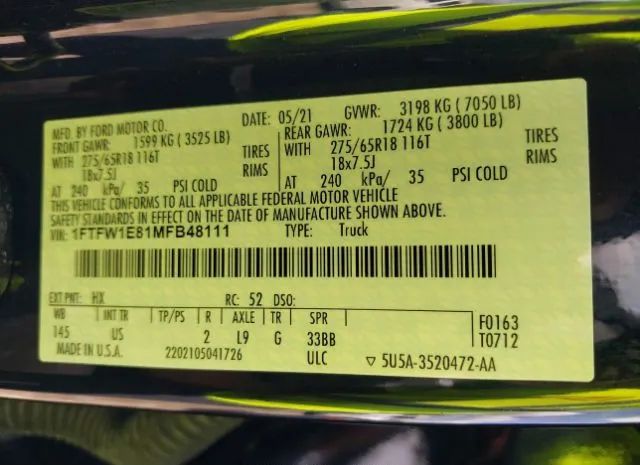 MFD. BY FORD MOTOR CO. DATE: 05/21 GVWR: 3198 KG ( 7050 LB)
FRONT GAWR: 1599 KG ( 3525 LB) REAR GAWR: 1724 KG ( 3800 LB)
WITH 275/65R18 116T TIRES WITH 275/65R18 116T TIRES
18x7.5J RIMS 18x7.5J RIMS
AT 240 kPa/ 35 PSI COLD AT 240 kPa/ 35 PSI COLD
THIS VEHICLE CONFORMS TO ALL APPLICABLE FEDERAL MOTOR VEHICLE
SAFETY STANDARDS IN EFFECT ON THE DATE OF MANUFACTURE SHOWN ABOVE.
VIN: 1FTFW1E81MFB48111 TYPE: Truck
EXT PNT: HX RC: 52 DSO:
WB INT TR TP/PS R AXLE TR SPR F0163
145 US 2 L9 G 33BB T0712
MADE IN U.S.A. 2202105041726 ULC ▽ 5U5A-3520472-AA